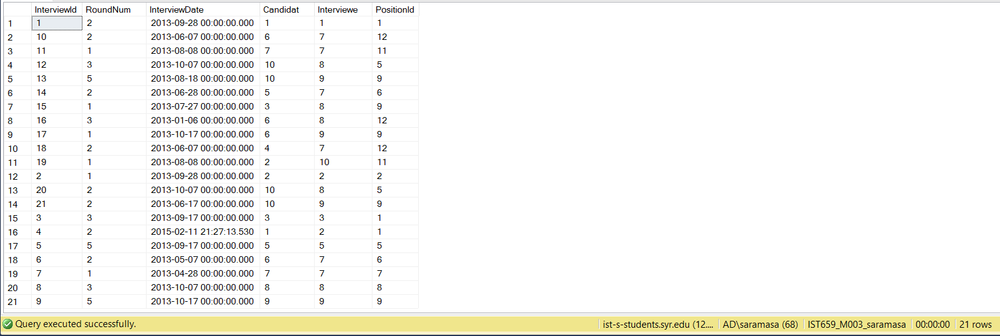 InterviewId RoundNum InterviewDate Candidat Interviewe PositionId
1 1 2 2013-09-28 00:00:00.000 1 1 1
2 10 2 2013-06-07 00:00:00.000 6 7 12
3 11 1 2013-08-08 00:00:00.000 7 7 11
4 12 3 2013-10-07 00:00:00.000 10 8 5
5 13 5 2013-08-18 00:00:00.000 10 9 9
6 14 2 2013-06-28 00:00:00.000 5 7 6
7 15 1 2013-07-27 00:00:00.000 3 8 9
8 16 3 2013-01-06 00:00:00.000 6 8 12
9 17 1 2013-10-17 00:00:00.000 6 9 9
10 18 2 2013-06-07 00:00:00.000 4 7 12
11 19 1 2013-08-08 00:00:00.000 2 10 11
12 2 1 2013-09-28 00:00:00.000 2 2 2
13 20 2 2013-10-07 00:00:00.000 10 8 5
14 21 2 2013-06-17 00:00:00.000 10 9 9
15 3 3 2013-09-17 00:00:00.000 3 3 1
16 4 2 2015-02-11 21:27:13.530 1 2 1
17 5 5 2013-09-17 00:00:00.000 5 5 5
18 6 2 2013-05-07 00:00:00.000 6 7 6
19 7 1 2013-04-28 00:00:00.000 7 7 7
20 8 3 2013-10-07 00:00:00.000 8 8 8
21 9 5 2013-10-17 00:00:00.000 9 9 9
Query executed successfully. ist-s-students.syr.edu (12.... AD\saramasa (68) IST659_M003_saramasa 00:00:00 21 rows